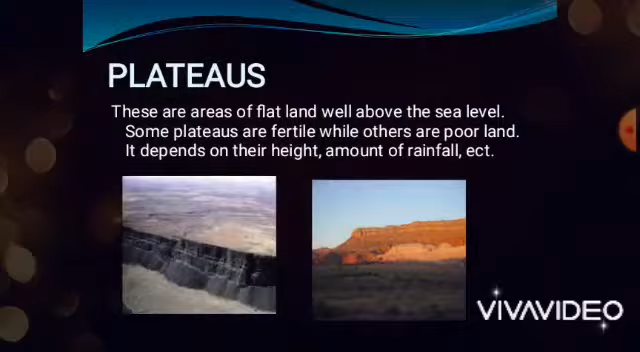 PLATEAUS
These are areas of flat land well above the sea level.
Some plateaus are fertile while others are poor land.
It depends on their height, amount of rainfall, ect.
VIVAVIDEO